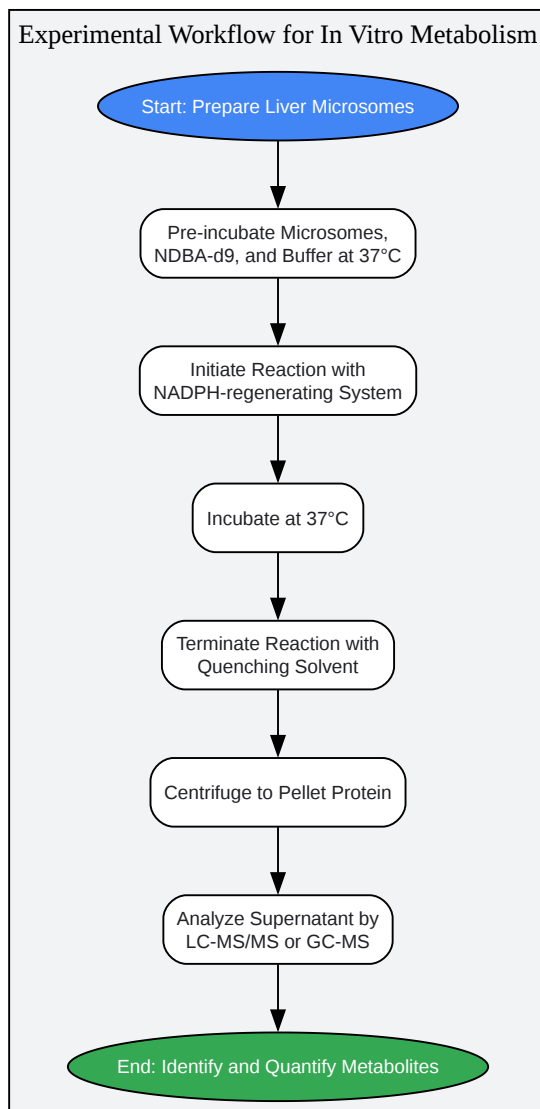 Experimental Workflow for In Vitro Metabolism
Start: Prepare Liver Microsomes
Pre-incubate Microsomes,
NDBA-d9, and Buffer at 37°C
Initiate Reaction with
NADPH-regenerating System
Incubate at 37°C
Terminate Reaction with
Quenching Solvent
Centrifuge to Pellet Protein
Analyze Supernatant by
LC-MS/MS or GC-MS
End: Identify and Quantify Metabolites